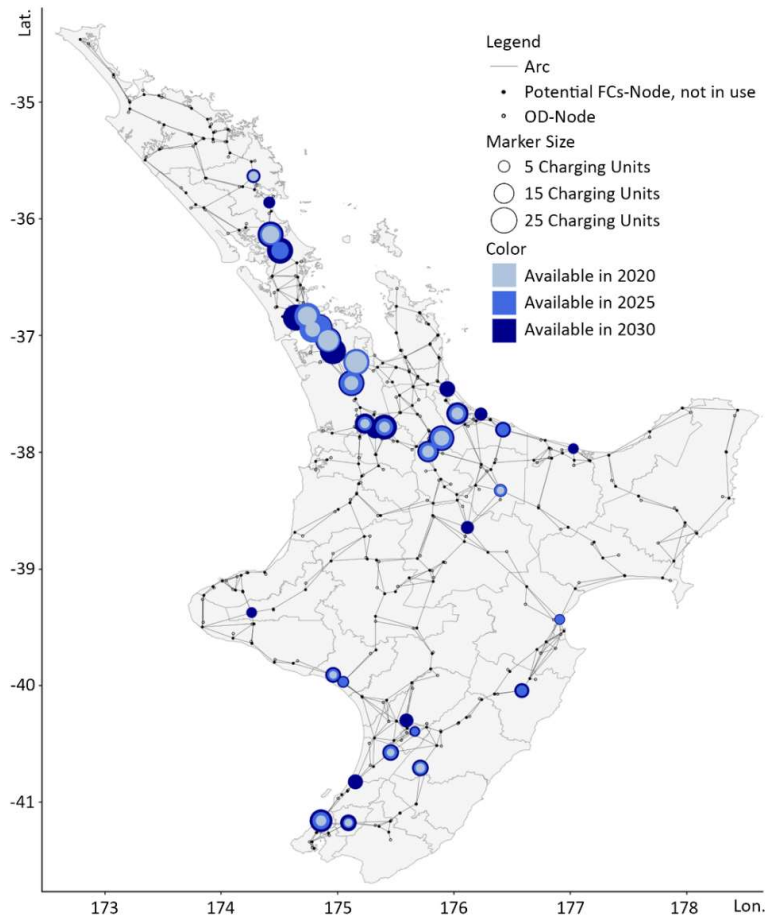 Lat.
Legend
Arc
Potential FCs-Node, not in use
OD-Node
Marker Size
5 Charging Units
15 Charging Units
25 Charging Units
Color
Available in 2020
Available in 2025
Available in 2030
-35
-36
-37
-38
-39
-40
-41
173 174 175 176 177 178 Lon.